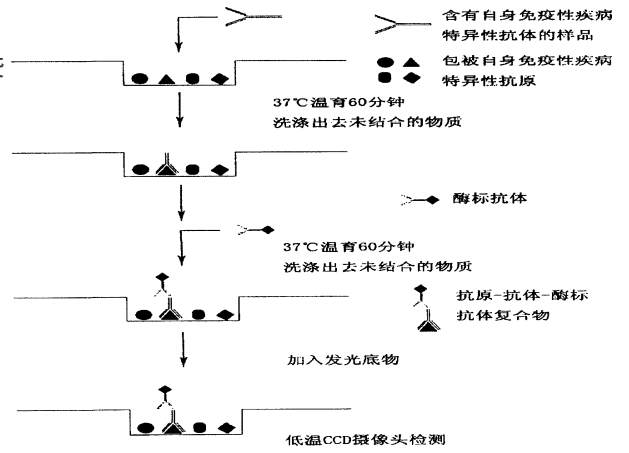 含有自身免疫性疾病
特异性抗体的样品
包被自身免疫性疾病
特异性抗原
37℃温育60分钟
洗涤出去未结合的物质
酶标抗体
37℃温育60分钟
洗涤出去未结合的物质
抗原-抗体-酶标
抗体复合物
加入发光底物
低温CCD摄像头检测